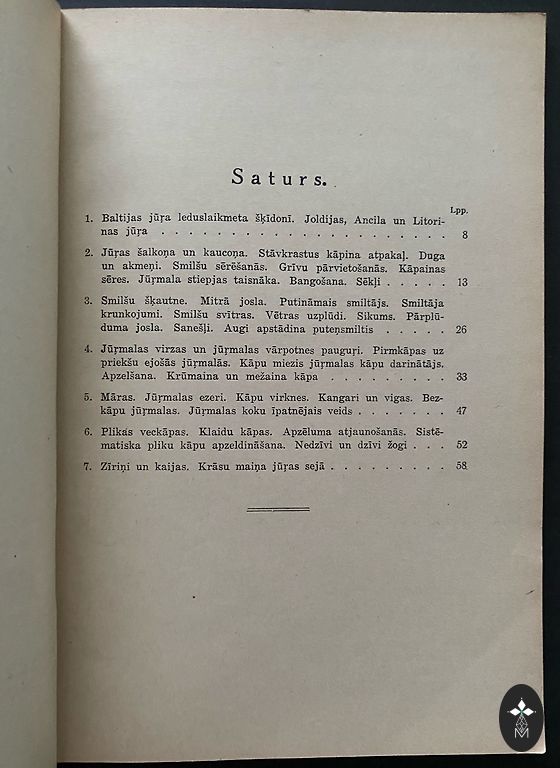 Saturs.
Lpp.
1. Baltijas jūŗa leduslaikmeta šķīdonī. Joldijas, Ancila un Litori-
nas jūŗa . . . . . . . . . . . . . . . . . . . . 8
2. Jūŗas šalkoņa un kaucoņa. Stāvkrastus kāpina atpakaļ. Duga
un akmeņi. Smilšu sērēšanās. Grīvu pārvietošanās. Kāpainas
sēres. Jūŗmala stiepjas taisnāka. Bangošana. Sēkļi . . . . . 13
3. Smilšu šķautne. Mitrā josla. Putināmais smiltājs. Smiltāja
krunkojumi. Smilšu svītras. Vētras uzplūdi. Sikums. Pārplū-
duma josla. Sanešļi. Augi apstādina puteņsmiltis . . . . . 26
4. Jūŗmalas virzas un jūŗmalas vārpotnes pauguŗi. Pirmkāpas uz
priekšu ejošās jūŗmalās. Kāpu miezis jūŗmalas kāpu darinātājs.
Apzelšana. Krūmaina un mežaina kāpa . . . . . . . . . 33
5. Māras. Jūŗmalas ezeri. Kāpu virknes. Kangari un vigas. Bez-
kāpu jūŗmalas. Jūŗmalas koku īpatnējais veids . . . . . . . 47
6. Plikās veckāpas. Klaidu kāpas. Apzēluma atjaunošanās. Sistē-
matiska pliku kāpu apzeldināšana. Nedzīvi un dzīvi žogi . . . 52
7. Zīriņi un kaijas. Krāsu maiņa jūŗas sejā . . . . . . . . . 58